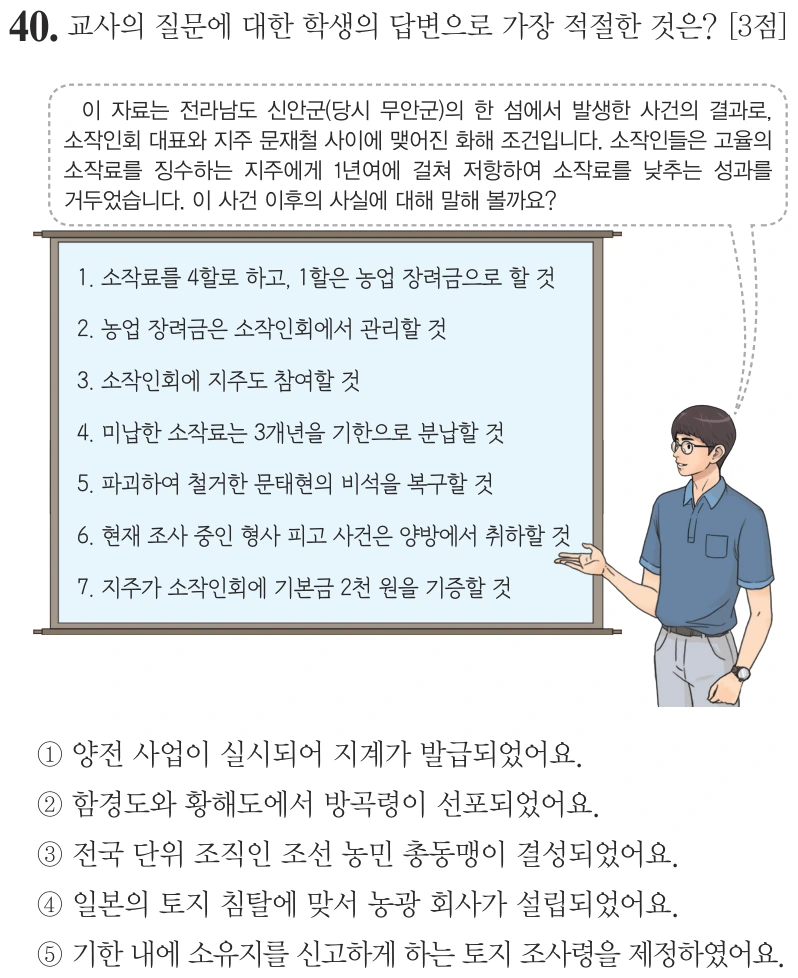 40. 교사의 질문에 대한 학생의 답변으로 가장 적절한 것은? [3점]
이 자료는 전라남도 신안군(당시 무안군)의 한 섬에서 발생한 사건의 결과로,
소작인회 대표와 지주 문재철 사이에 맺어진 화해 조건입니다. 소작인들은 고율의
소작료를 징수하는 지주에게 1년여에 걸쳐 저항하여 소작료를 낮추는 성과를
거두었습니다. 이 사건 이후의 사실에 대해 말해 볼까요?
1. 소작료를 4할로 하고, 1할은 농업 장려금으로 할 것
2. 농업 장려금은 소작인회에서 관리할 것
3. 소작인회에 지주도 참여할 것
4. 미납한 소작료는 3개년을 기한으로 분납할 것
5. 파괴하여 철거한 문태현의 비석을 복구할 것
6. 현재 조사 중인 형사 피고 사건은 양방에서 취하할 것
7. 지주가 소작인회에 기본금 2천 원을 기증할 것
① 양전 사업이 실시되어 지계가 발급되었어요.
② 함경도와 황해도에서 방곡령이 선포되었어요.
③ 전국 단위 조직인 조선 농민 총동맹이 결성되었어요.
④ 일본의 토지 침탈에 맞서 농광 회사가 설립되었어요.
⑤ 기한 내에 소유지를 신고하게 하는 토지 조사령을 제정하였어요.